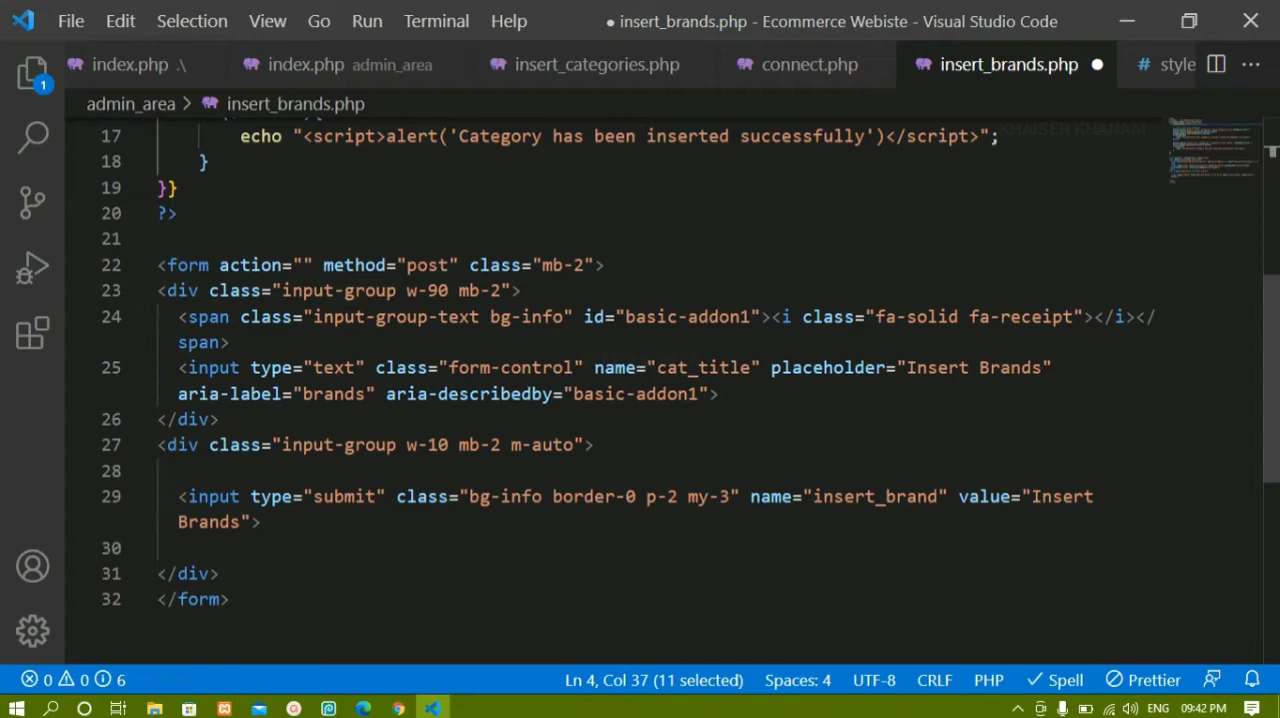 File Edit Selection View Go Run Terminal Help
● insert_brands.php - Ecommerce Webiste - Visual Studio Code
index.php .\ index.php admin_area insert_categories.php connect.php insert_brands.php ● # style ...
1
admin_area > insert_brands.php
KHAISER KHANAM
17 echo "<script>alert('Category has been inserted successfully')</script>";
18 }
19 }}
20 ?>
21
22 <form action="" method="post" class="mb-2">
23 <div class="input-group w-90 mb-2">
24 <span class="input-group-text bg-info" id="basic-addon1"><i class="fa-solid fa-receipt"></i></
span>
25 <input type="text" class="form-control" name="cat_title" placeholder="Insert Brands"
aria-label="brands" aria-describedby="basic-addon1">
26 </div>
27 <div class="input-group w-10 mb-2 m-auto">
28
29 <input type="submit" class="bg-info border-0 p-2 my-3" name="insert_brand" value="Insert
Brands">
30
31 </div>
32 </form>
0 0 6 Ln 4, Col 37 (11 selected) Spaces: 4 UTF-8 CRLF PHP Spell Prettier
ENG 09:42 PM